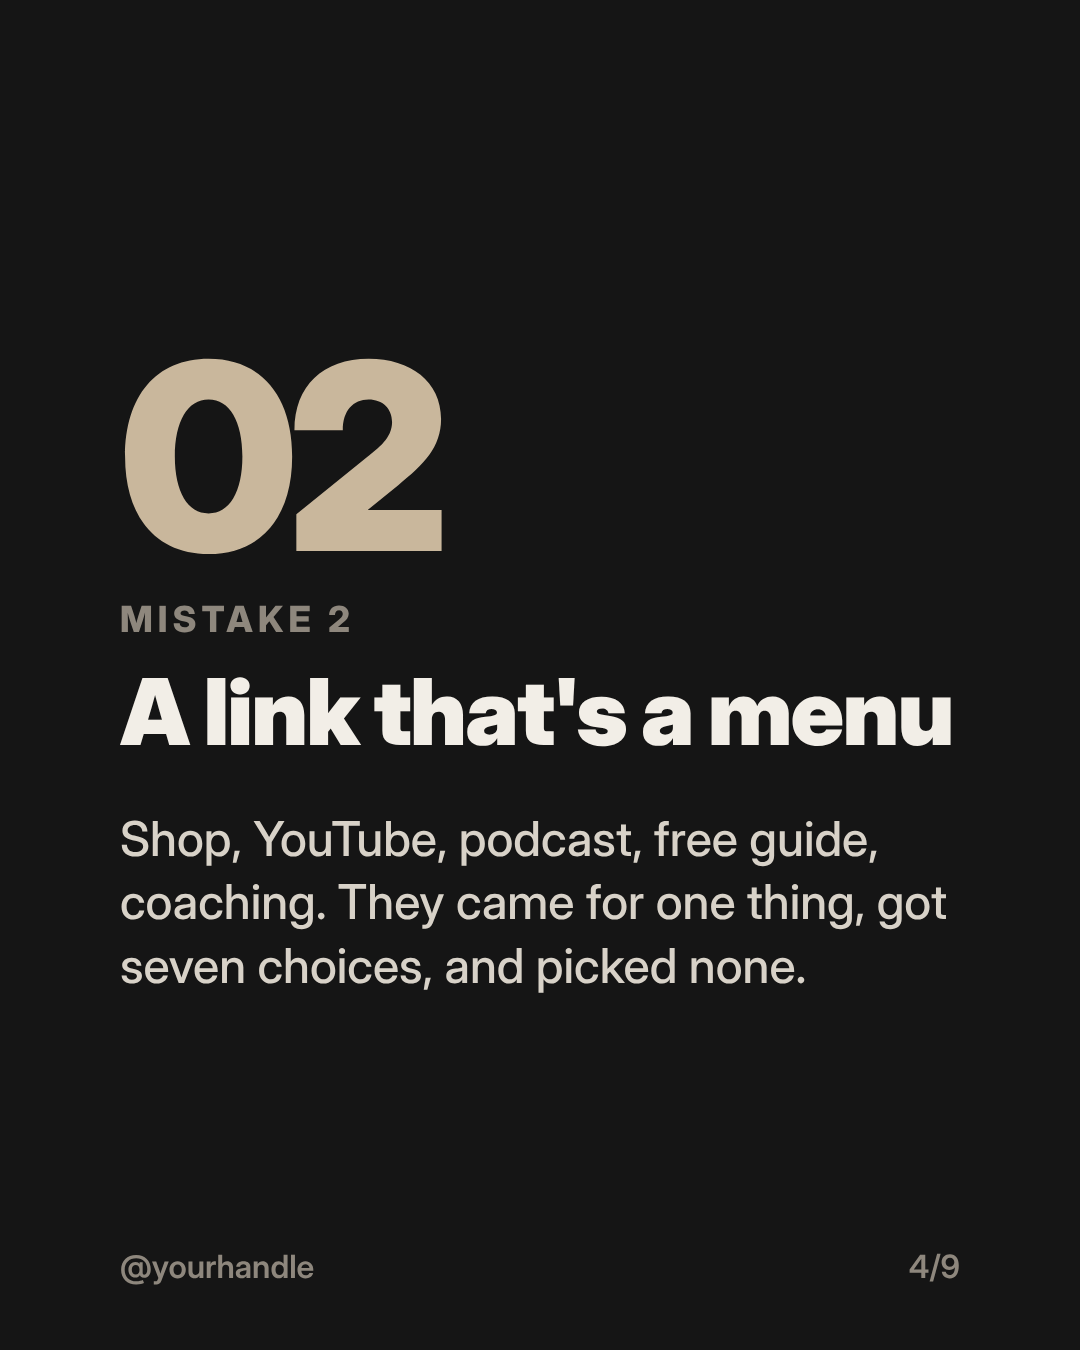 02
MISTAKE 2
A link that's a menu
Shop, YouTube, podcast, free guide,
coaching. They came for one thing, got
seven choices, and picked none.
@yourhandle
4/9